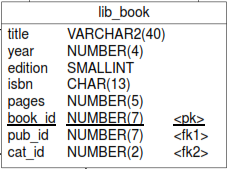 lib_book
title VARCHAR2(40)
year NUMBER(4)
edition SMALLINT
isbn CHAR(13)
pages NUMBER(5)
book_id NUMBER(7) <pk>
pub_id NUMBER(7) <fk1>
cat_id NUMBER(2) <fk2>